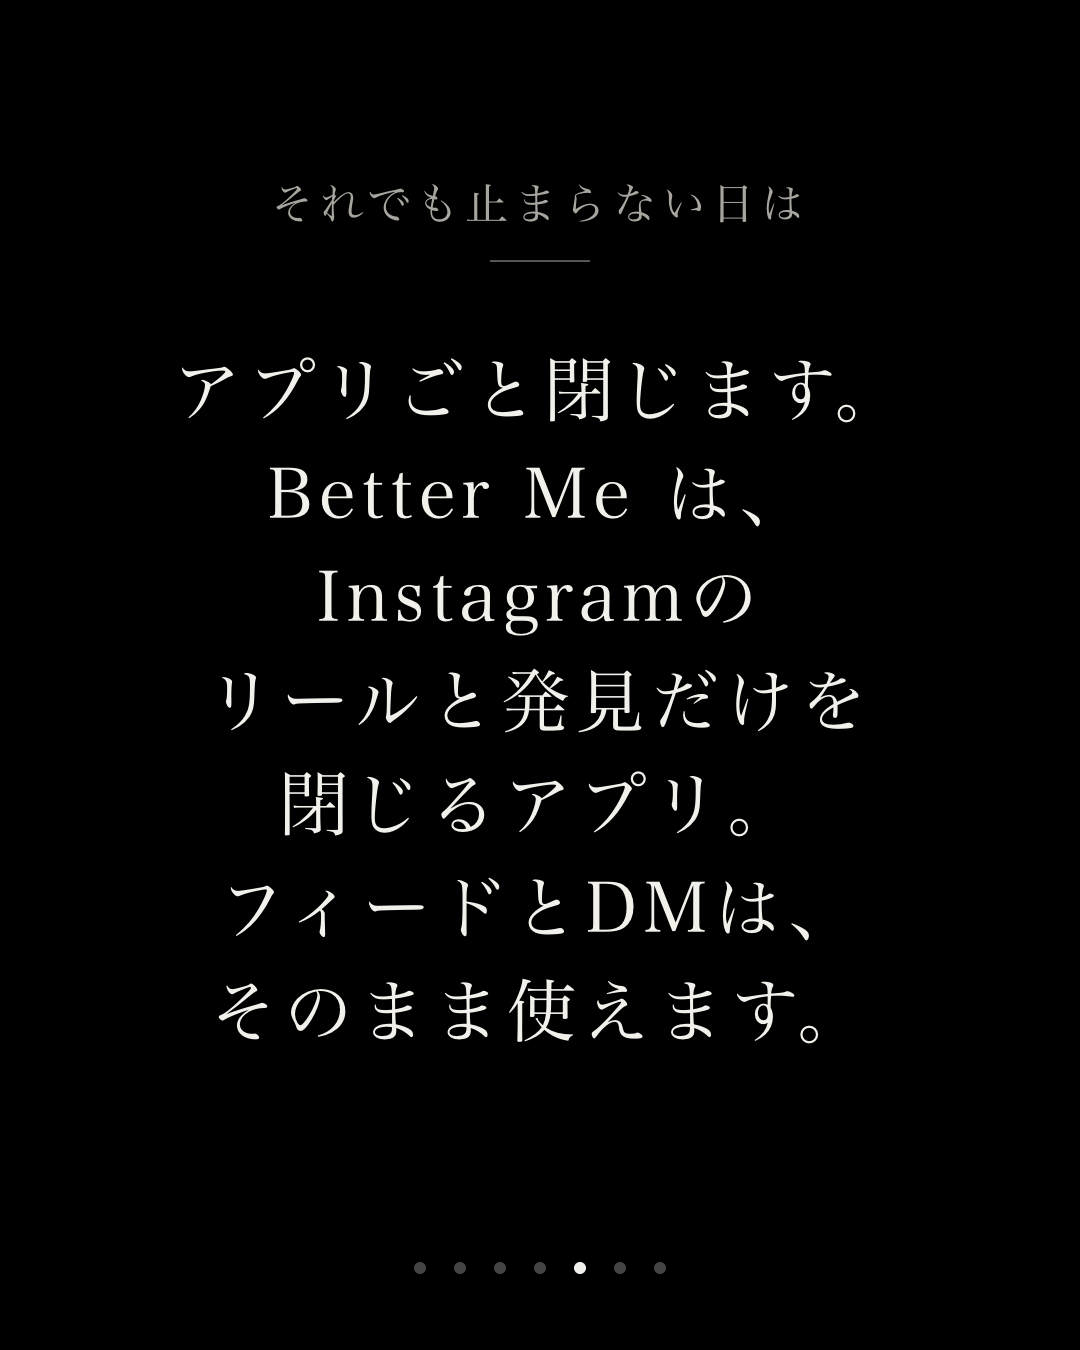 それでも止まらない日は
アプリごと閉じます。
Better Me は、
Instagramの
リールと発見だけを
閉じるアプリ。
フィードとDMは、
そのまま使えます。